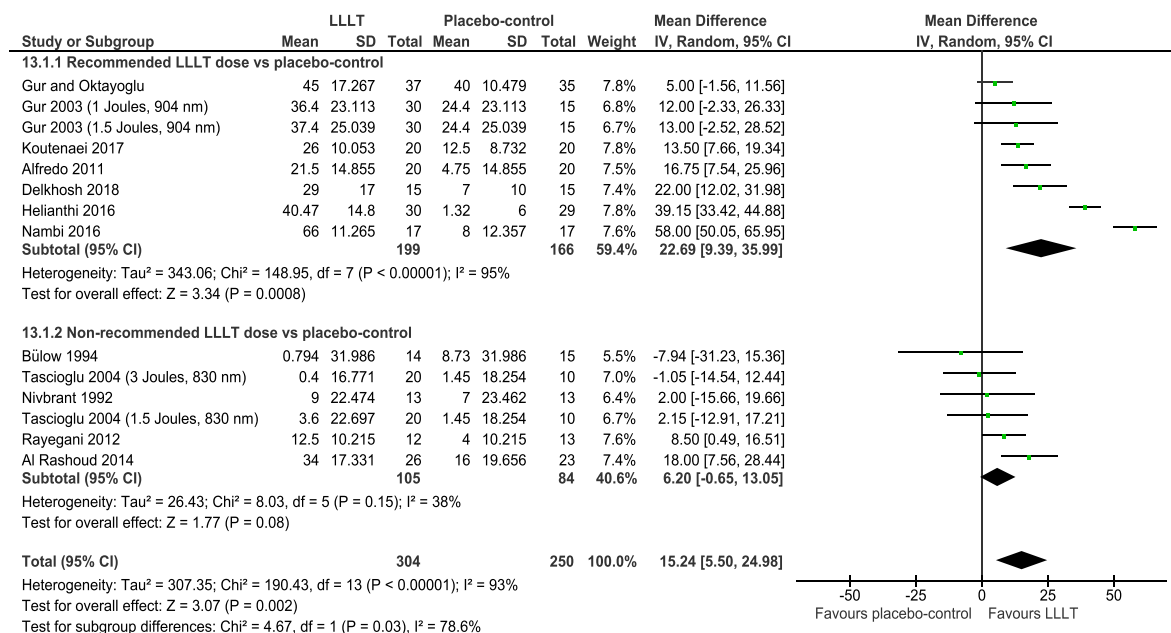 LLLT Placebo-control Mean Difference Mean Difference
Study or Subgroup Mean SD Total Mean SD Total Weight IV, Random, 95% CI IV, Random, 95% CI
13.1.1 Recommended LLLT dose vs placebo-control
Gur and Oktayoglu 45 17.267 37 40 10.479 35 7.8% 5.00 [-1.56, 11.56]
Gur 2003 (1 Joules, 904 nm) 36.4 23.113 30 24.4 23.113 15 6.8% 12.00 [-2.33, 26.33]
Gur 2003 (1.5 Joules, 904 nm) 37.4 25.039 30 24.4 25.039 15 6.7% 13.00 [-2.52, 28.52]
Koutenaei 2017 26 10.053 20 12.5 8.732 20 7.8% 13.50 [7.66, 19.34]
Alfredo 2011 21.5 14.855 20 4.75 14.855 20 7.5% 16.75 [7.54, 25.96]
Delkhosh 2018 29 17 15 7 10 15 7.4% 22.00 [12.02, 31.98]
Helianthi 2016 40.47 14.8 30 1.32 6 29 7.8% 39.15 [33.42, 44.88]
Nambi 2016 66 11.265 17 8 12.357 17 7.6% 58.00 [50.05, 65.95]
Subtotal (95% CI) 199 166 59.4% 22.69 [9.39, 35.99]
Heterogeneity: Tau² = 343.06; Chi² = 148.95, df = 7 (P < 0.00001); I² = 95%
Test for overall effect: Z = 3.34 (P = 0.0008)
13.1.2 Non-recommended LLLT dose vs placebo-control
Bülow 1994 0.794 31.986 14 8.73 31.986 15 5.5% -7.94 [-31.23, 15.36]
Tascioglu 2004 (3 Joules, 830 nm) 0.4 16.771 20 1.45 18.254 10 7.0% -1.05 [-14.54, 12.44]
Nivbrant 1992 9 22.474 13 7 23.462 13 6.4% 2.00 [-15.66, 19.66]
Tascioglu 2004 (1.5 Joules, 830 nm) 3.6 22.697 20 1.45 18.254 10 6.8% 2.15 [-12.91, 17.21]
Rayegani 2012 12.5 10.215 12 4 10.215 13 7.6% 8.50 [0.49, 16.51]
Al Rashoud 2014 34 17.331 26 16 19.656 23 7.4% 18.00 [7.56, 28.44]
Subtotal (95% CI) 105 84 40.6% 6.20 [-0.65, 13.05]
Heterogeneity: Tau² = 26.43; Chi² = 8.03, df = 5 (P = 0.15); I² = 38%
Test for overall effect: Z = 1.77 (P = 0.08)
Total (95% CI) 304 250 100.0% 15.24 [5.50, 24.98]
Heterogeneity: Tau² = 307.35; Chi² = 190.43, df = 13 (P < 0.00001); I² = 93%
Test for overall effect: Z = 3.07 (P = 0.002)
Test for subgroup differences: Chi² = 4.67, df = 1 (P = 0.03), I² = 78.6%
-50 -25 0 25 50
Favours placebo-control Favours LLLT